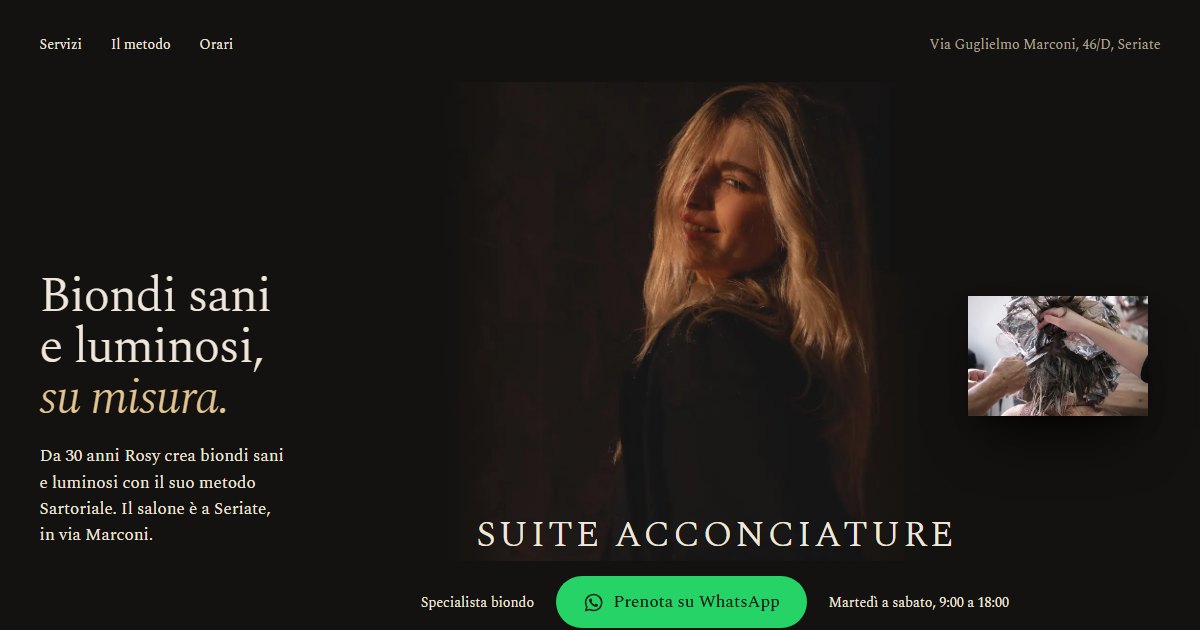 Servizi
Il metodo
Orari
Via Guglielmo Marconi, 46/D, Seriate
Biondi sani
e luminosi,
su misura.
Da 30 anni Rosy crea biondi sani
e luminosi con il suo metodo
Sartoriale. Il salone è a Seriate,
in via Marconi.
SUITE ACCONCIATURE
Specialista biondo
Prenota su WhatsApp
Martedì a sabato, 9:00 a 18:00